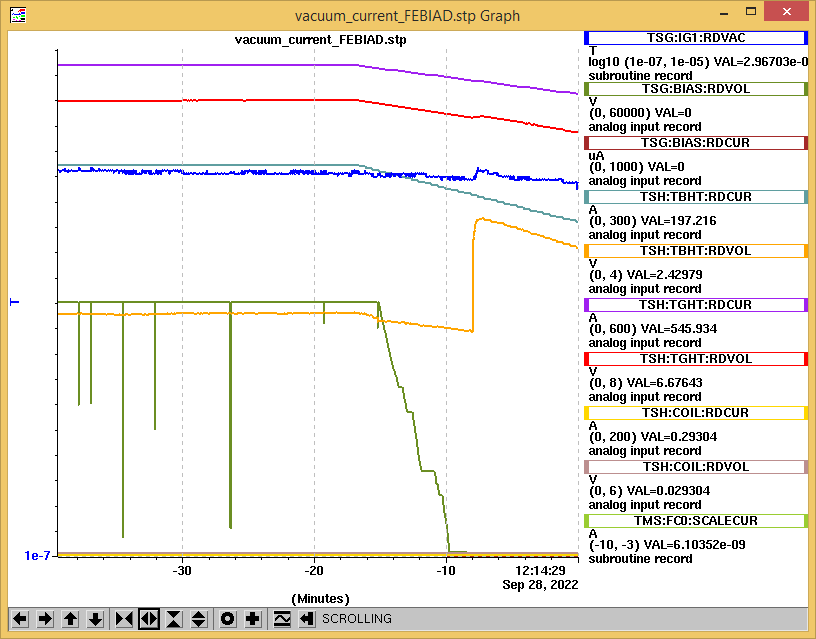 vacuum_current_FEBIAD.stp Graph
vacuum_current_FEBIAD.stp
T
1e-7
-30
-20
-10
12:14:29
Sep 28, 2022
(Minutes)
TSG:IG1:RDVAC
T
log10 (1e-07, 1e-05) VAL=2.96703e-0
subroutine record
TSG:BIAS:RDVOL
V
(0, 60000) VAL=0
analog input record
TSG:BIAS:RDCUR
uA
(0, 1000) VAL=0
analog input record
TSH:TBHT:RDCUR
A
(0, 300) VAL=197.216
analog input record
TSH:TBHT:RDVOL
V
(0, 4) VAL=2.42979
analog input record
TSH:TGHT:RDCUR
A
(0, 600) VAL=545.934
analog input record
TSH:TGHT:RDVOL
V
(0, 8) VAL=6.67643
analog input record
TSH:COIL:RDCUR
A
(0, 200) VAL=0.29304
analog input record
TSH:COIL:RDVOL
V
(0, 6) VAL=0.029304
analog input record
TMS:FC0:SCALECUR
A
(-10, -3) VAL=6.10352e-09
subroutine record
SCROLLING